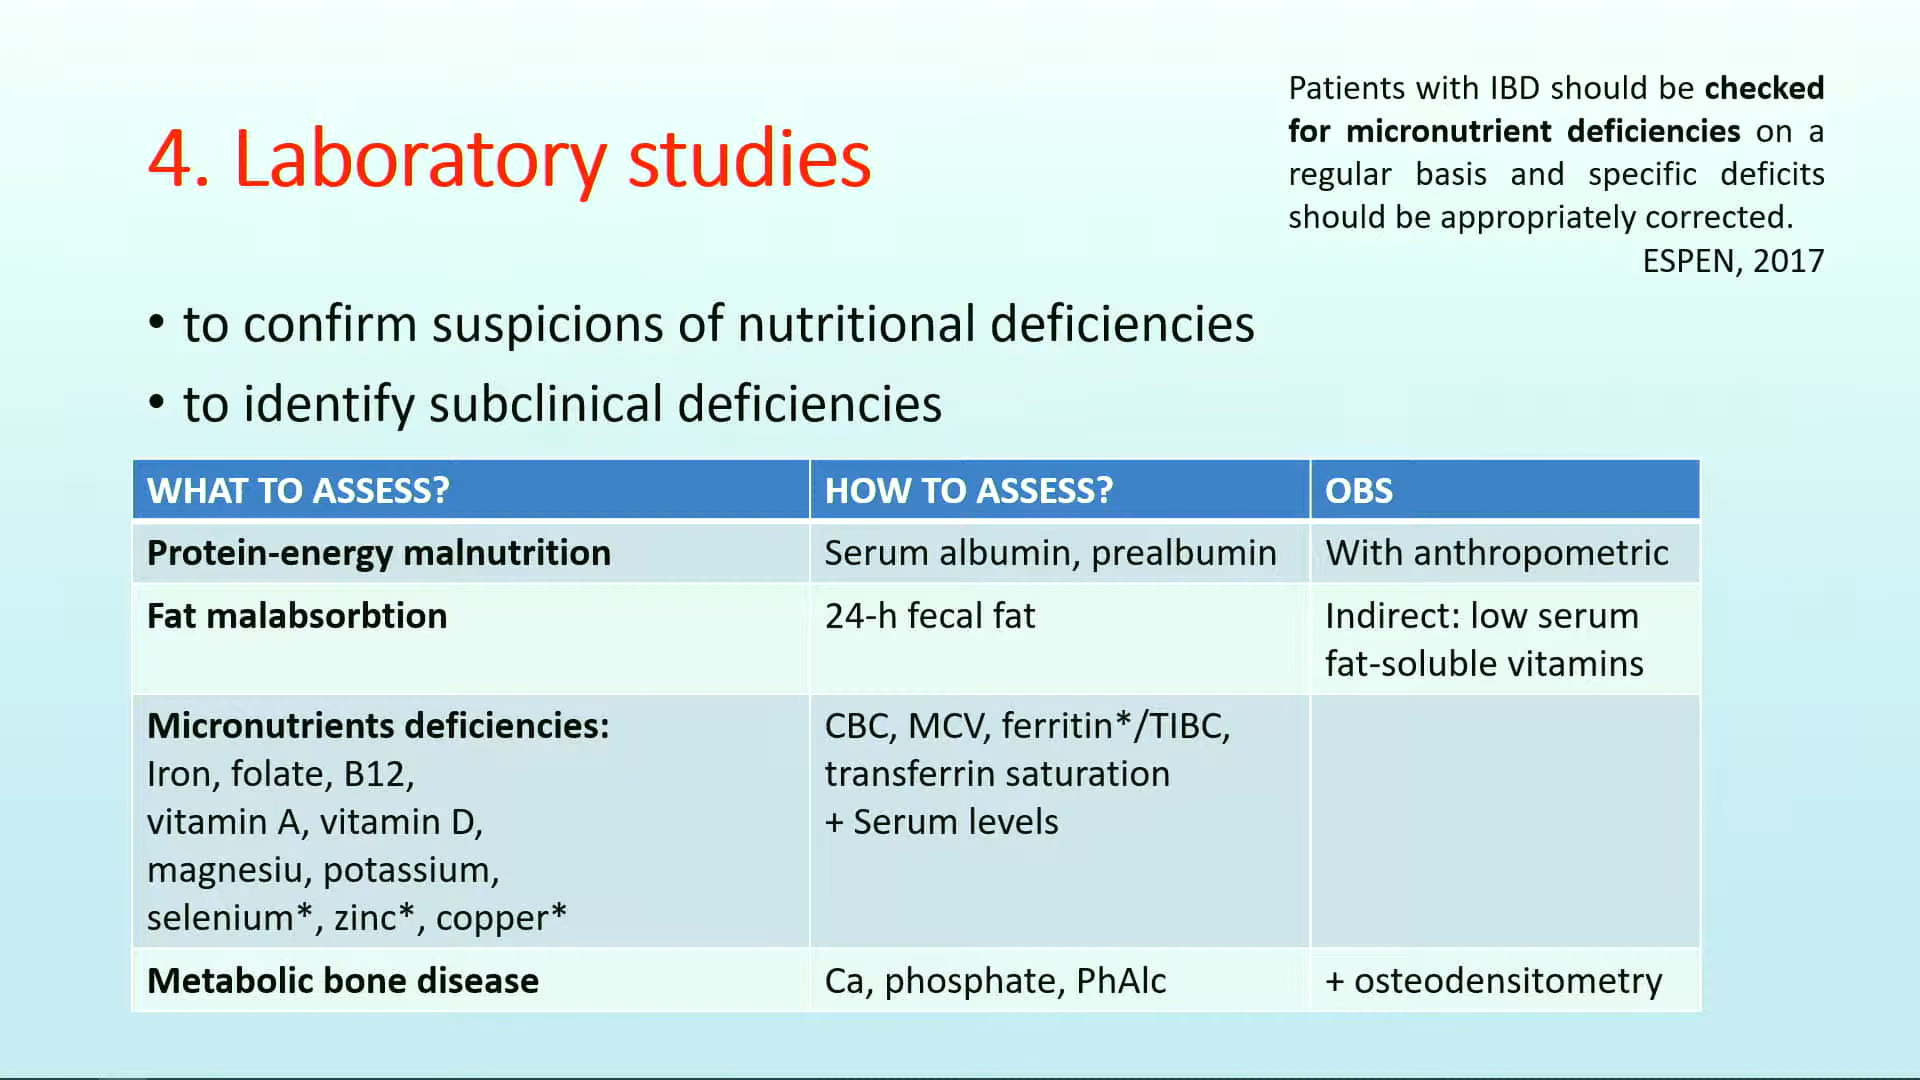 4. Laboratory studies
Patients with IBD should be checked
for micronutrient deficiencies on a
regular basis and specific deficits
should be appropriately corrected.
ESPEN, 2017
• to confirm suspicions of nutritional deficiencies
• to identify subclinical deficiencies
WHAT TO ASSESS? HOW TO ASSESS? OBS
Protein-energy malnutrition Serum albumin, prealbumin With anthropometric
Fat malabsorbtion 24-h fecal fat Indirect: low serum
fat-soluble vitamins
Micronutrients deficiencies: CBC, MCV, ferritin*/TIBC,
Iron, folate, B12, transferrin saturation
vitamin A, vitamin D, + Serum levels
magnesiu, potassium,
selenium*, zinc*, copper*
Metabolic bone disease Ca, phosphate, PhAlc + osteodensitometry